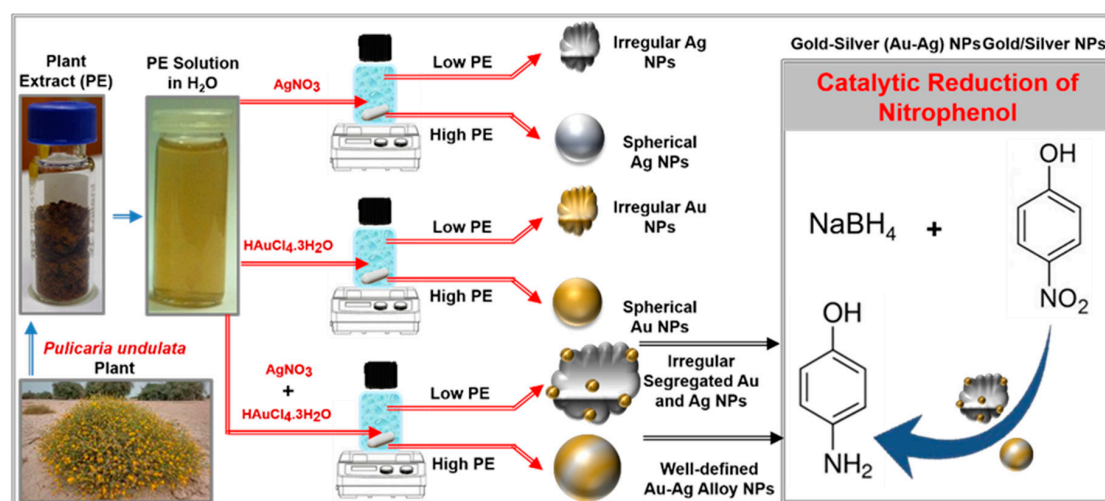 Plant
Extract (PE)
PE Solution
in H₂O
Pulicaria undulata
Plant
AgNO₃
Low PE
High PE
Irregular Ag
NPs
Spherical
Ag NPs
HAuCl₄.3H₂O
Low PE
High PE
Irregular Au
NPs
Spherical
Au NPs
AgNO₃
+
HAuCl₄.3H₂O
Low PE
High PE
Irregular
Segregated Au
and Ag NPs
Well-defined
Au-Ag Alloy NPs
Gold-Silver (Au-Ag) NPs Gold/Silver NPs
Catalytic Reduction of
Nitrophenol
NaBH₄ +
OH
NO₂
OH
NH₂